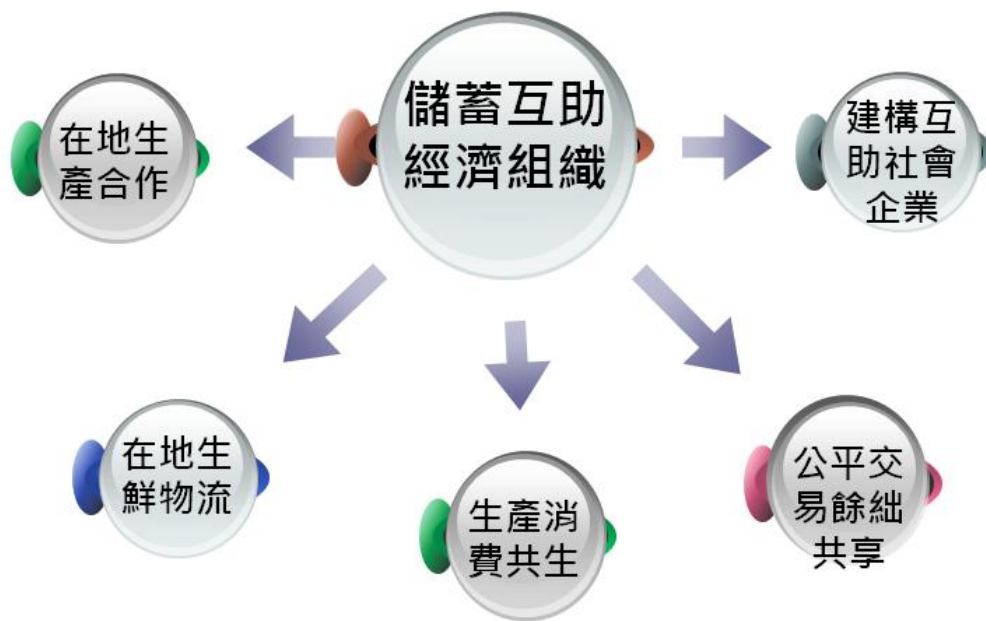 儲蓄互助
經濟組織
在地生
產合作
建構互
助社會
企業
在地生
鮮物流
生產消
費共生
公平交
易餘絀
共享